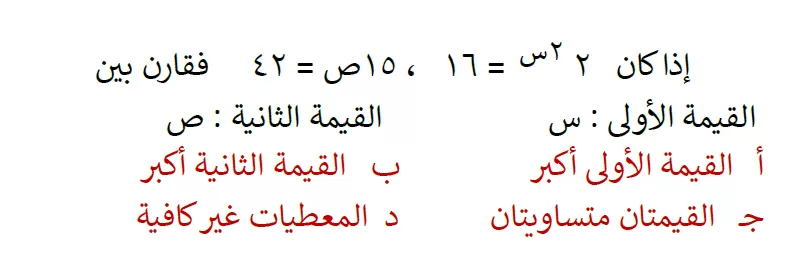 إذا كان ٢ ^٢س = ١٦ ، ١٥ص = ٤٢ فقارن بين
القيمة الأولى : س القيمة الثانية : ص
أ القيمة الأولى أكبر ب القيمة الثانية أكبر
جـ القيمتان متساويتان د المعطيات غير كافية